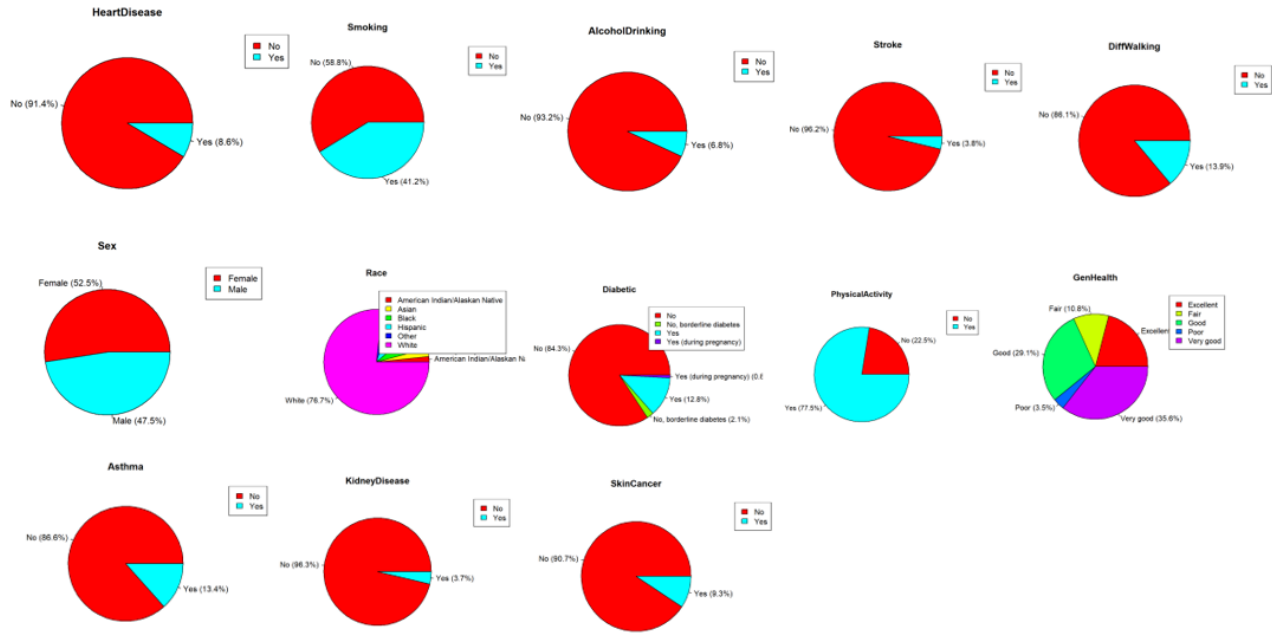 HeartDisease
No
Yes
No (91.4%)
Yes (8.6%)
Smoking
No
Yes
No (58.8%)
Yes (41.2%)
AlcoholDrinking
No
Yes
No (93.2%)
Yes (6.8%)
Stroke
No
Yes
No (96.2%)
Yes (3.8%)
DiffWalking
No
Yes
No (86.1%)
Yes (13.9%)
Sex
Female
Male
Female (52.5%)
Male (47.5%)
Race
American Indian/Alaskan Native
Asian
Black
Hispanic
Other
White
American Indian/Alaskan
White (76.7%)
Diabetic
No
No, borderline diabetes
Yes
Yes (during pregnancy)
No (84.3%)
Yes (during pregnancy)
Yes (12.8%)
No, borderline diabetes (2.1%)
PhysicalActivity
No
Yes
No (22.5%)
Yes (77.5%)
GenHealth
Excellent
Fair
Good
Poor
Very good
Fair (10.8%)
Excellent
Good (29.1%)
Poor (3.5%)
Very good (35.6%)
Asthma
No
Yes
No (86.6%)
Yes (13.4%)
KidneyDisease
No
Yes
No (96.3%)
Yes (3.7%)
SkinCancer
No
Yes
No (90.7%)
Yes (9.3%)